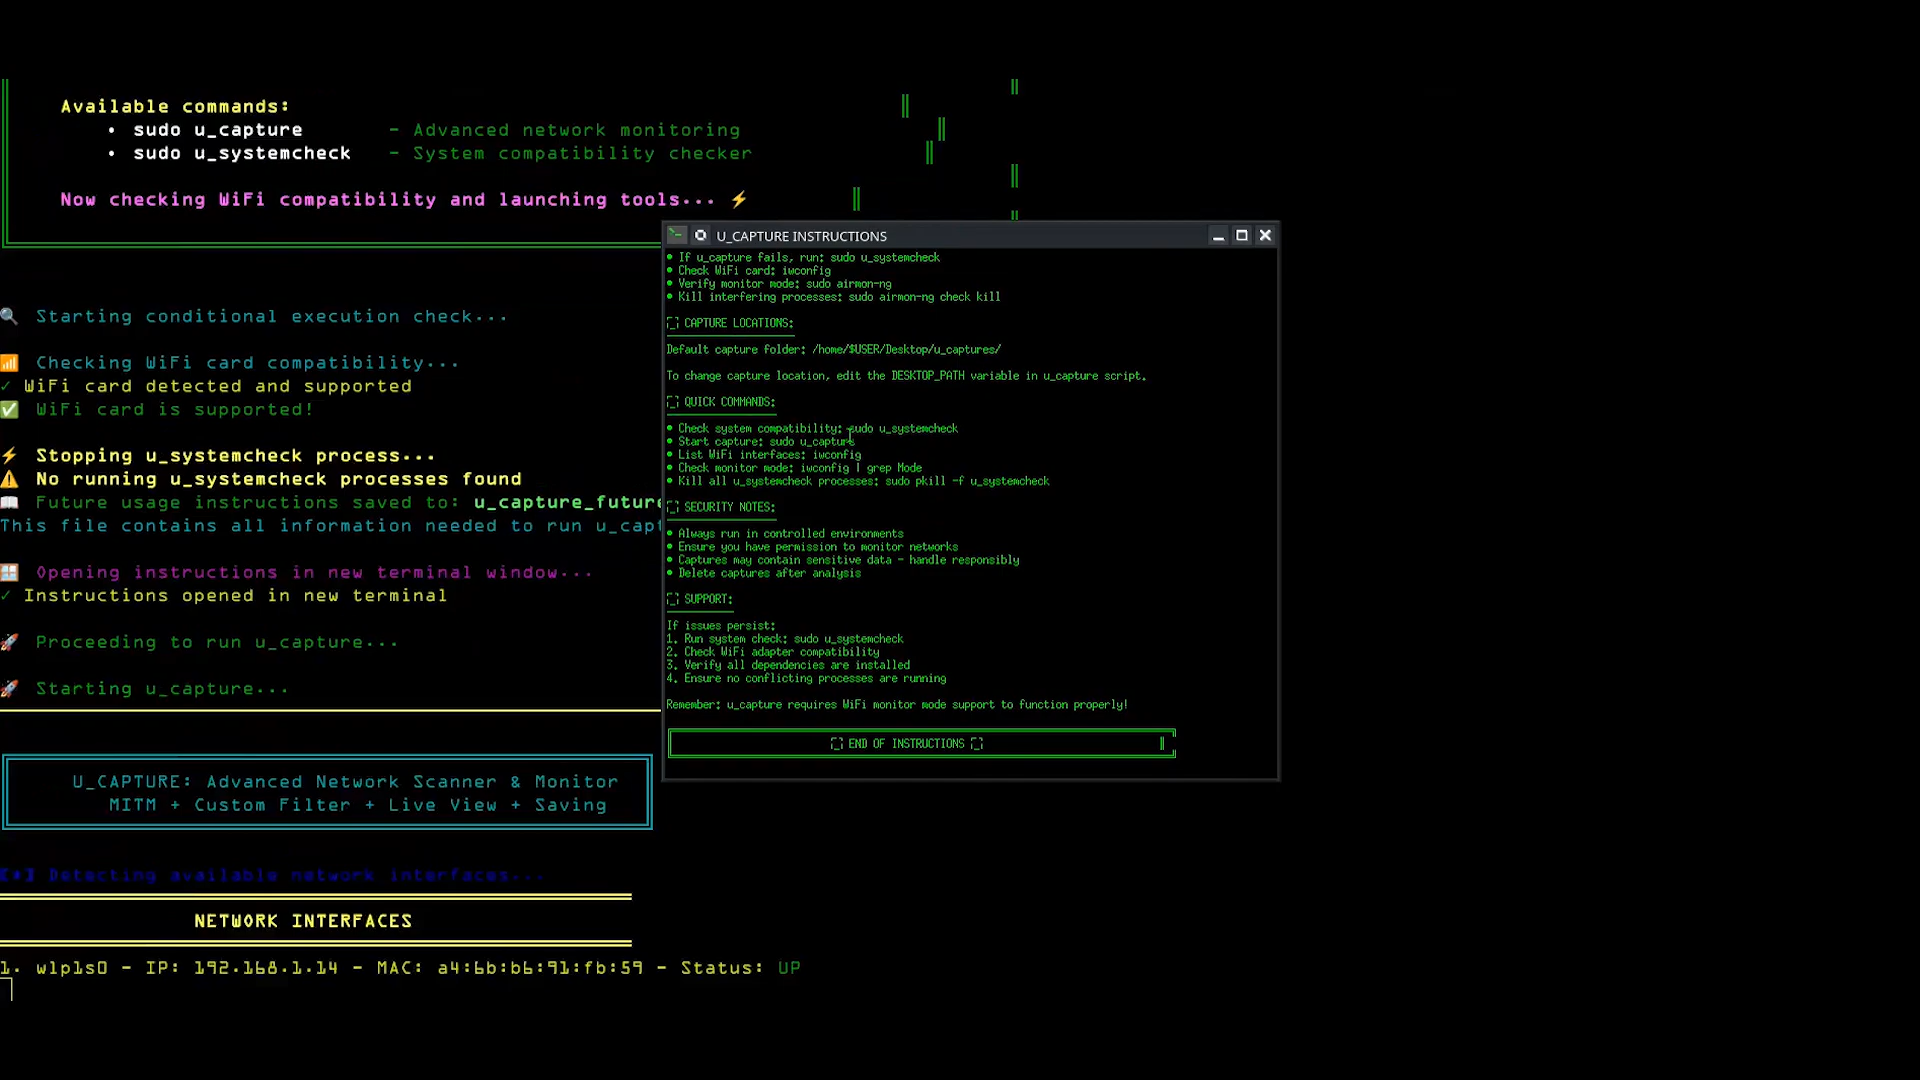 Available commands:
• sudo u_capture - Advanced network monitoring
• sudo u_systemcheck - System compatibility checker
Now checking WiFi compatibility and launching tools... ⚡
🔍 Starting conditional execution check...
📶 Checking WiFi card compatibility...
✓ WiFi card detected and supported
✅ WiFi card is supported!
⚡ Stopping u_systemcheck process...
⚠ No running u_systemcheck processes found
📖 Future usage instructions saved to: u_capture_future
This file contains all information needed to run u_capt
🪟 Opening instructions in new terminal window...
✓ Instructions opened in new terminal
🚀 Proceeding to run u_capture...
🚀 Starting u_capture...
U_CAPTURE: Advanced Network Scanner & Monitor
MITM + Custom Filter + Live View + Saving
[*] Detecting available network interfaces...
NETWORK INTERFACES
1. wlp1s0 - IP: 192.168.1.14 - MAC: a4:6b:b6:91:fb:59 - Status: UP
U_CAPTURE INSTRUCTIONS
• If u_capture fails, run: sudo u_systemcheck
• Check WiFi card: iwconfig
• Verify monitor mode: sudo airmon-ng
• Kill interfering processes: sudo airmon-ng check kill
CAPTURE LOCATIONS:
Default capture folder: /home/$USER/Desktop/u_captures/
To change capture location, edit the DESKTOP_PATH variable in u_capture script.
QUICK COMMANDS:
• Check system compatibility: sudo u_systemcheck
• Start capture: sudo u_capture
• List WiFi interfaces: iwconfig
• Check monitor mode: iwconfig | grep Mode
• Kill all u_systemcheck processes: sudo pkill -f u_systemcheck
SECURITY NOTES:
• Always run in controlled environments
• Ensure you have permission to monitor networks
• Captures may contain sensitive data - handle responsibly
• Delete captures after analysis
SUPPORT:
If issues persist:
1. Run system check: sudo u_systemcheck
2. Check WiFi adapter compatibility
3. Verify all dependencies are installed
4. Ensure no conflicting processes are running
Remember: u_capture requires WiFi monitor mode support to function properly!
END OF INSTRUCTIONS